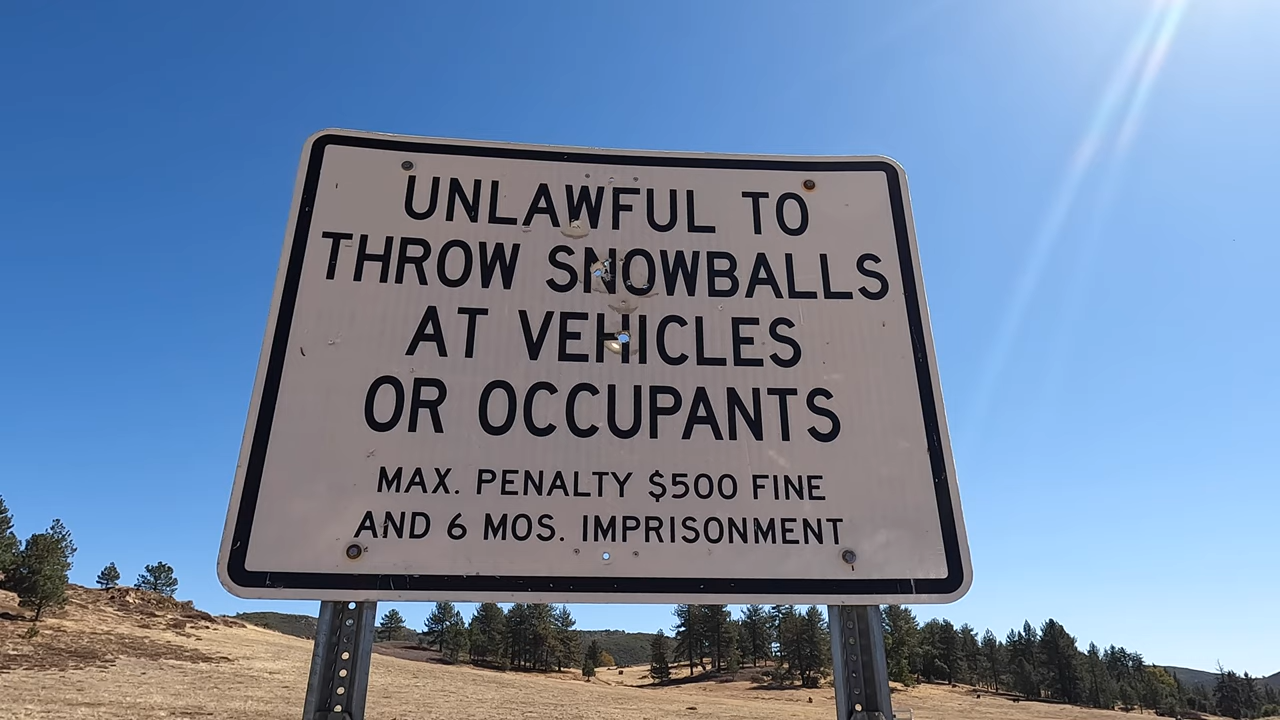 UNLAWFUL TO
THROW SNOWBALLS
AT VEHICLES
OR OCCUPANTS
MAX. PENALTY $500 FINE
AND 6 MOS. IMPRISONMENT